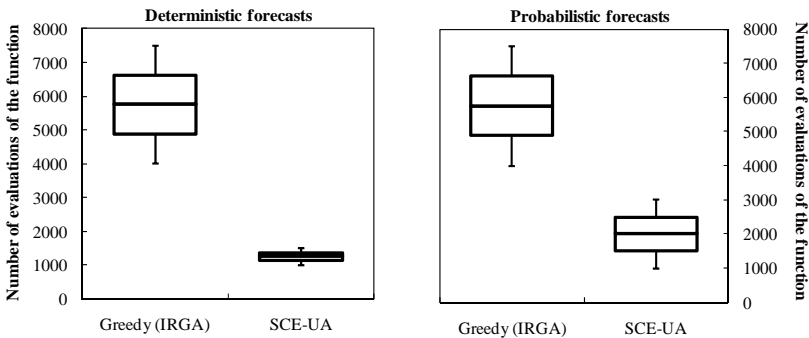 Deterministic forecasts
Number of evaluations of the function
8000
7000
6000
5000
4000
3000
2000
1000
0
Greedy (IRGA)
SCE-UA
Probabilistic forecasts
8000
7000
6000
5000
4000
3000
2000
1000
0
Number of evaluations of the function
Greedy (IRGA)
SCE-UA